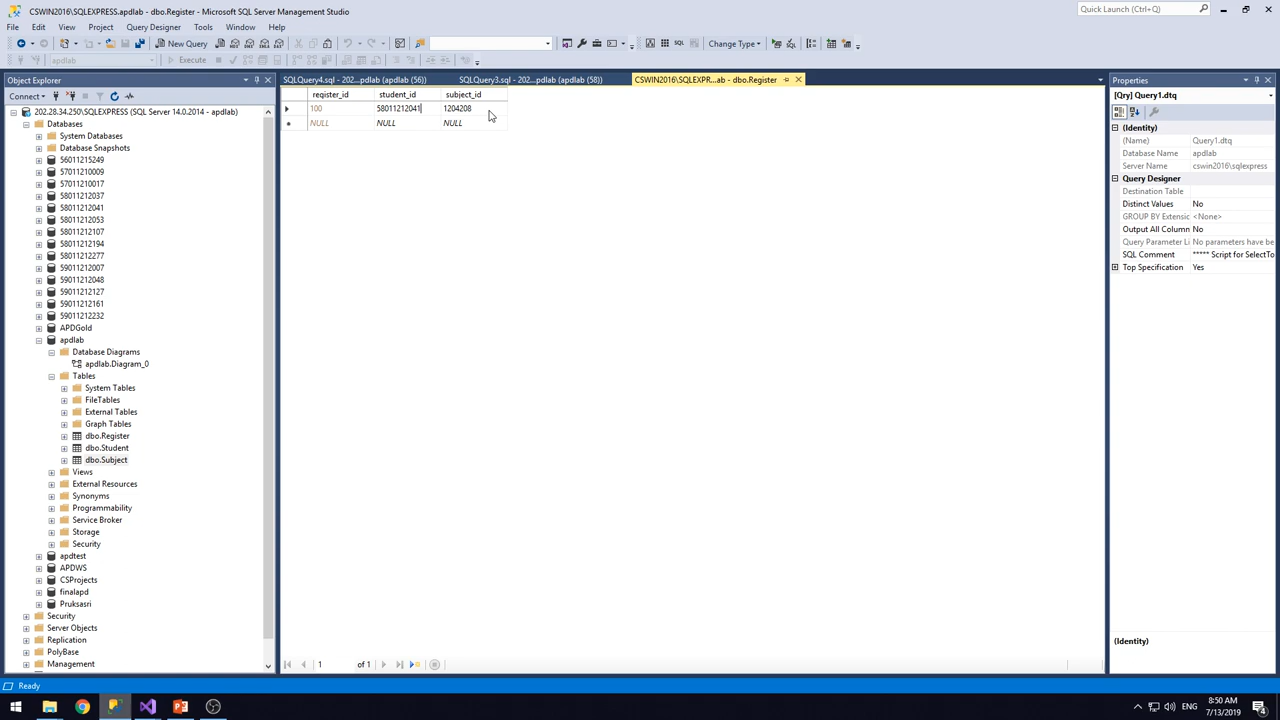 CSWIN2016\SQLEXPRESS.apdlab - dbo.Register - Microsoft SQL Server Management Studio
Quick Launch (Ctrl+Q)
File Edit View Project Query Designer Tools Window Help
New Query
Change Type
apdlab
Execute
Object Explorer
SQLQuery4.sql - 202...pdlab (apdlab (56))
SQLQuery3.sql - 202...pdlab (apdlab (58))
CSWIN2016\SQLEXPR...ab - dbo.Register
Properties
Connect
202.28.34.250\SQLEXPRESS (SQL Server 14.0.2014 - apdlab)
Databases
System Databases
Database Snapshots
56011215249
57011210009
57011210017
58011212037
58011212041
58011212053
58011212107
58011212194
58011212277
59011212007
59011212048
59011212127
59011212161
59011212232
APDGold
apdlab
Database Diagrams
apdlab.Diagram_0
Tables
System Tables
FileTables
External Tables
Graph Tables
dbo.Register
dbo.Student
dbo.Subject
Views
External Resources
Synonyms
Programmability
Service Broker
Storage
Security
apdtest
APDWS
CSProjects
finalapd
Pruksasri
Security
Server Objects
Replication
PolyBase
Management
register_id student_id subject_id
100 58011212041 1204208
NULL NULL NULL
1 of 1
[Qry] Query1.dtq
(Identity)
(Name) Query1.dtq
Database Name apdlab
Server Name cswin2016\sqlexpress
Query Designer
Destination Table
Distinct Values No
GROUP BY Extensio <None>
Output All Column No
Query Parameter Li No parameters have be
SQL Comment ***** Script for SelectTo
Top Specification Yes
(Identity)
Ready
ENG
8:50 AM
7/13/2019
4